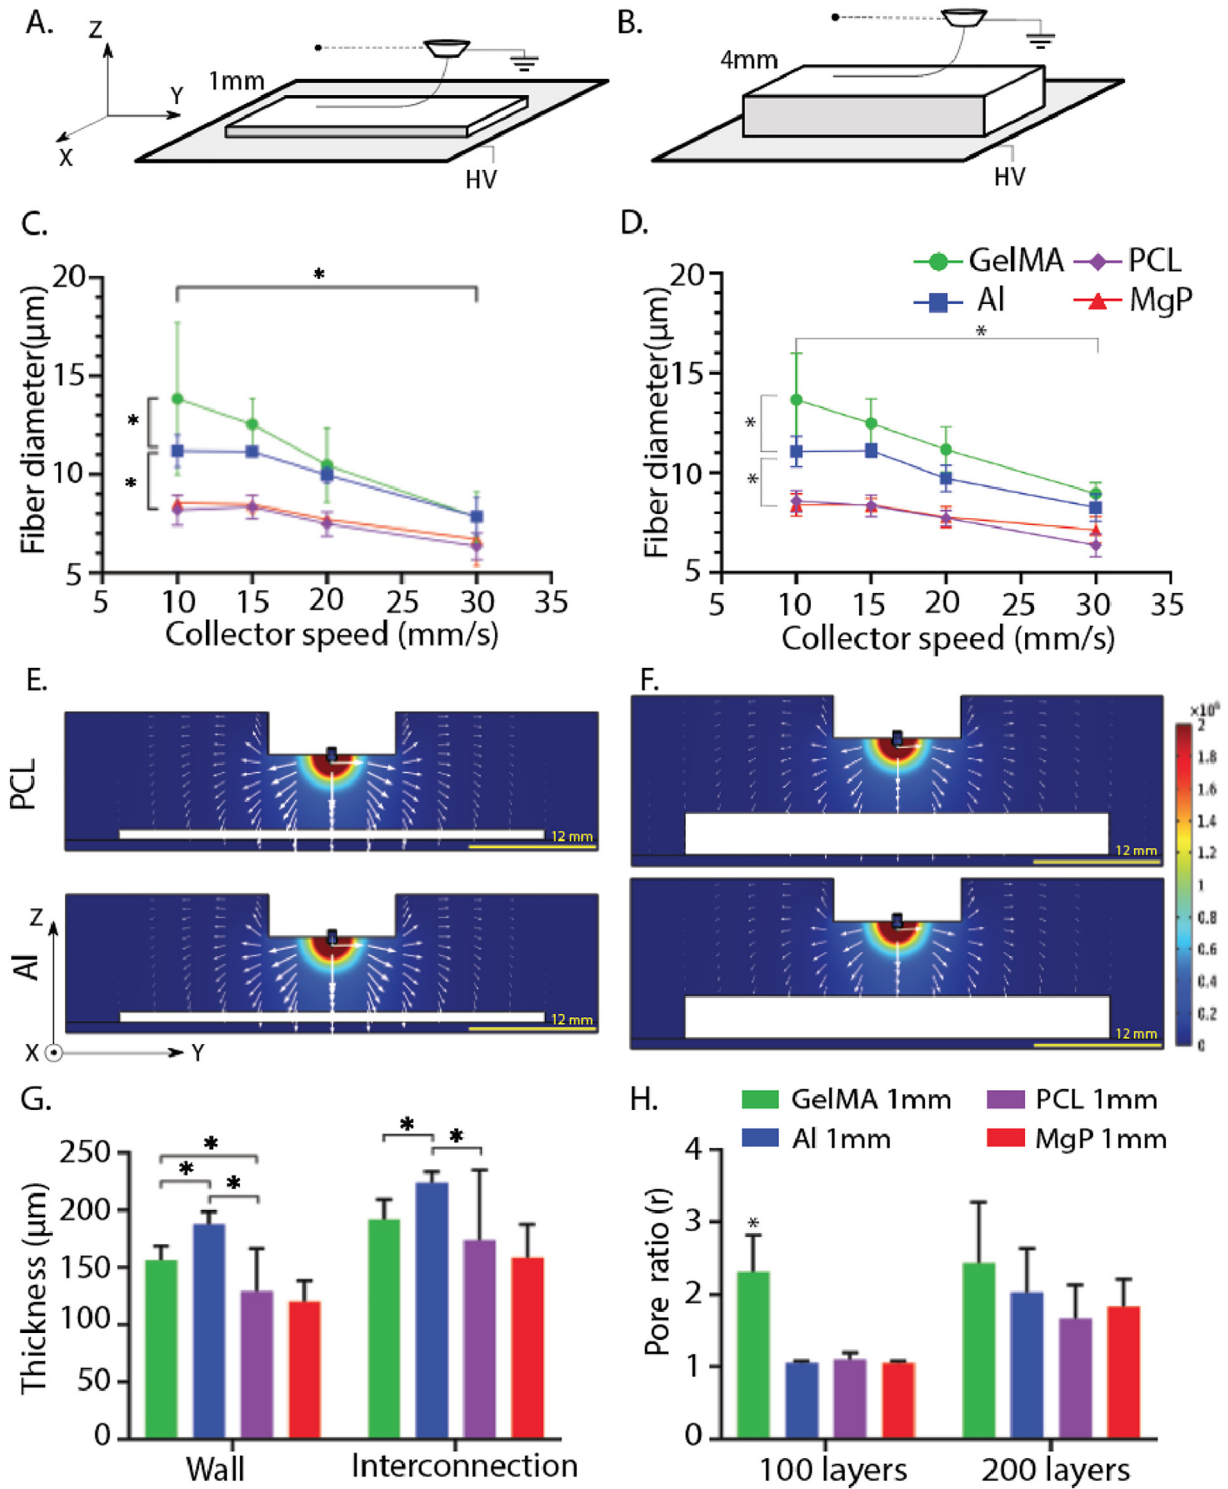 A.
B.
Z
Y
X
1mm
HV
4mm
HV
C.
D.
GelMA
PCL
Al
MgP
Fiber diameter(μm)
20
15
10
5
*
*
*
5 10 15 20 25 30 35
Collector speed (mm/s)
Fiber diameter(μm)
20
15
10
5
*
*
*
5 10 15 20 25 30 35
Collector speed (mm/s)
E.
F.
PCL
12 mm
12 mm
Al
12 mm
12 mm
Z
X
Y
×10⁶
2
1.8
1.6
1.4
1.2
1
0.8
0.6
0.4
0.2
0
G.
Thickness (μm)
250
200
150
100
50
0
*
* *
* *
Wall Interconnection
H.
GelMA 1mm
PCL 1mm
Al 1mm
MgP 1mm
Pore ratio (r)
4
3
2
1
0
*
100 layers 200 layers